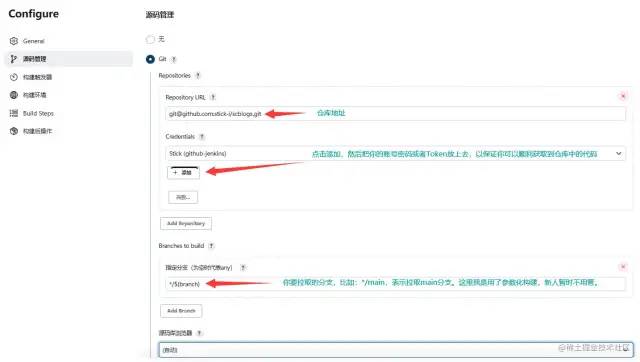 Configure
General
源码管理
构建触发器
构建环境
Build Steps
构建后操作
源码管理
无
Git ?
Repositories ?
Repository URL ?
git@github.com:stick-i/scblogs.git
仓库地址
Credentials ?
Stick (github-jenkins)
点击添加，然后把你的账号密码或者Token放上去，以保证你可以顺利获取到仓库中的代码
+ 添加
高级...
Add Repository
Branches to build ?
指定分支（为空时代表any） ?
*/${branch}
你要拉取的分支，比如：*/main，表示拉取main分支。这里我是用了参数化构建，新人暂时不用管。
Add Branch
源码库浏览器 ?
(自动)
@稀土掘金技术社区